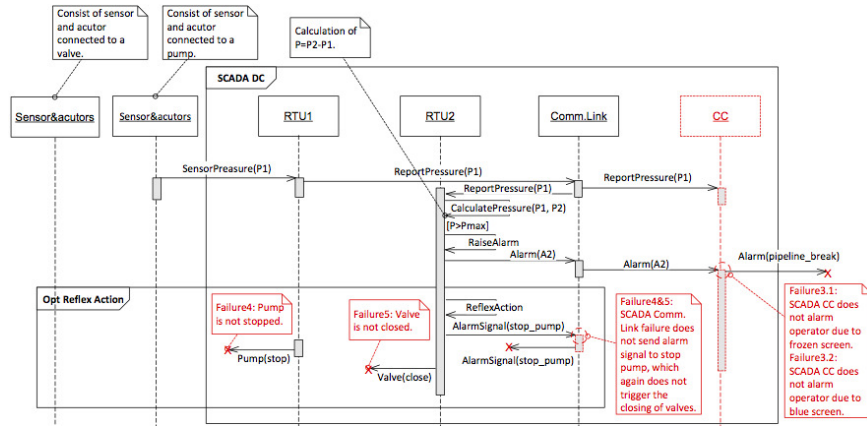 Consist of sensor
and acutor
connected to a
valve.
Consist of sensor
and acutor
connected to a
pump.
Calculation of
P=P2-P1.
SCADA DC
Sensor&acutors
Sensor&acutors
RTU1
RTU2
Comm.Link
CC
SensorPreasure(P1)
ReportPressure(P1)
ReportPressure(P1)
ReportPressure(P1)
CalculatePressure(P1, P2)
[P>Pmax]
RaiseAlarm
Alarm(A2)
Alarm(A2)
Alarm(pipeline_break)
Opt Reflex Action
Failure4: Pump
is not stopped.
Failure5: Valve
is not closed.
ReflexAction
AlarmSignal(stop_pump)
AlarmSignal(stop_pump)
Pump(stop)
Valve(close)
Failure4&5:
SCADA Comm.
Link failure does
not send alarm
signal to stop
pump, which
again does not
trigger the
closing of valves.
Failure3.1:
SCADA CC does
not alarm
operator due to
frozen screen.
Failure3.2:
SCADA CC does
not alarm
operator due to
blue screen.